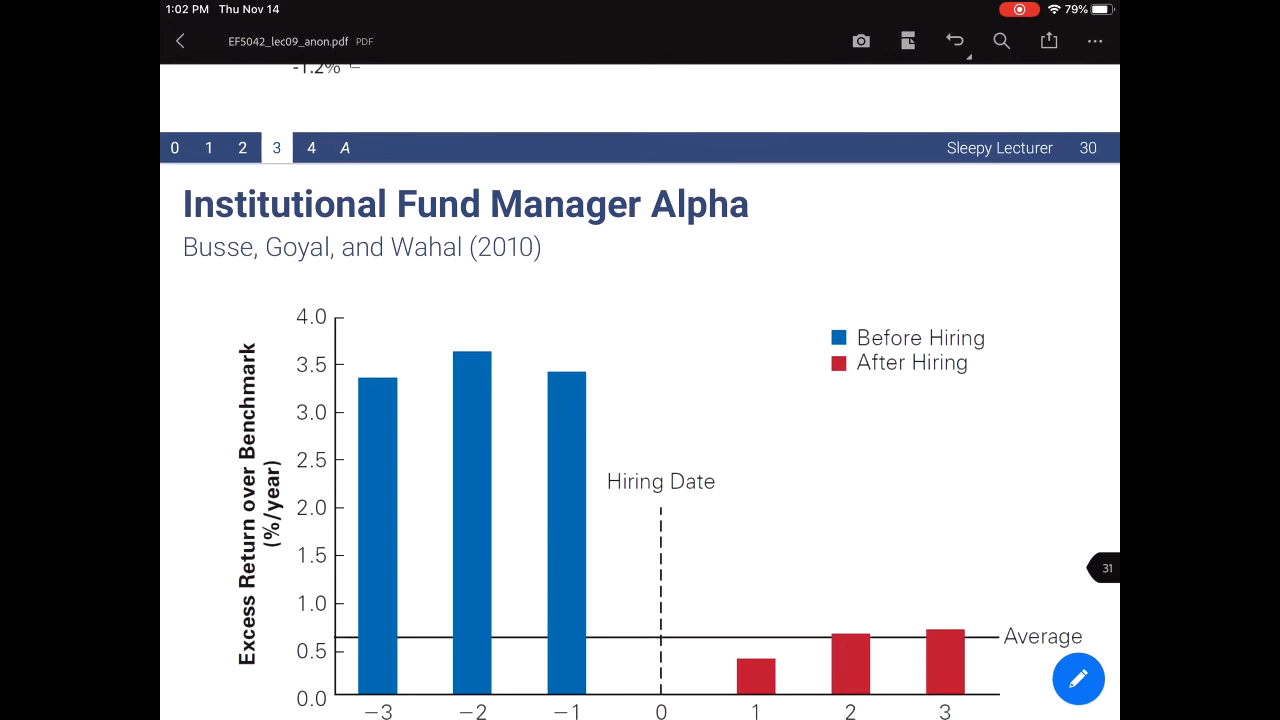 1:02 PM Thu Nov 14
79%
EF5042_lec09_anon.pdf PDF
-1.2%
0 1 2 3 4 A
Sleepy Lecturer 30
Institutional Fund Manager Alpha
Busse, Goyal, and Wahal (2010)
Excess Return over Benchmark
(%/year)
4.0
3.5
3.0
2.5
2.0
1.5
1.0
0.5
0.0
Before Hiring
After Hiring
Hiring Date
Average
31
−3 −2 −1 0 1 2 3